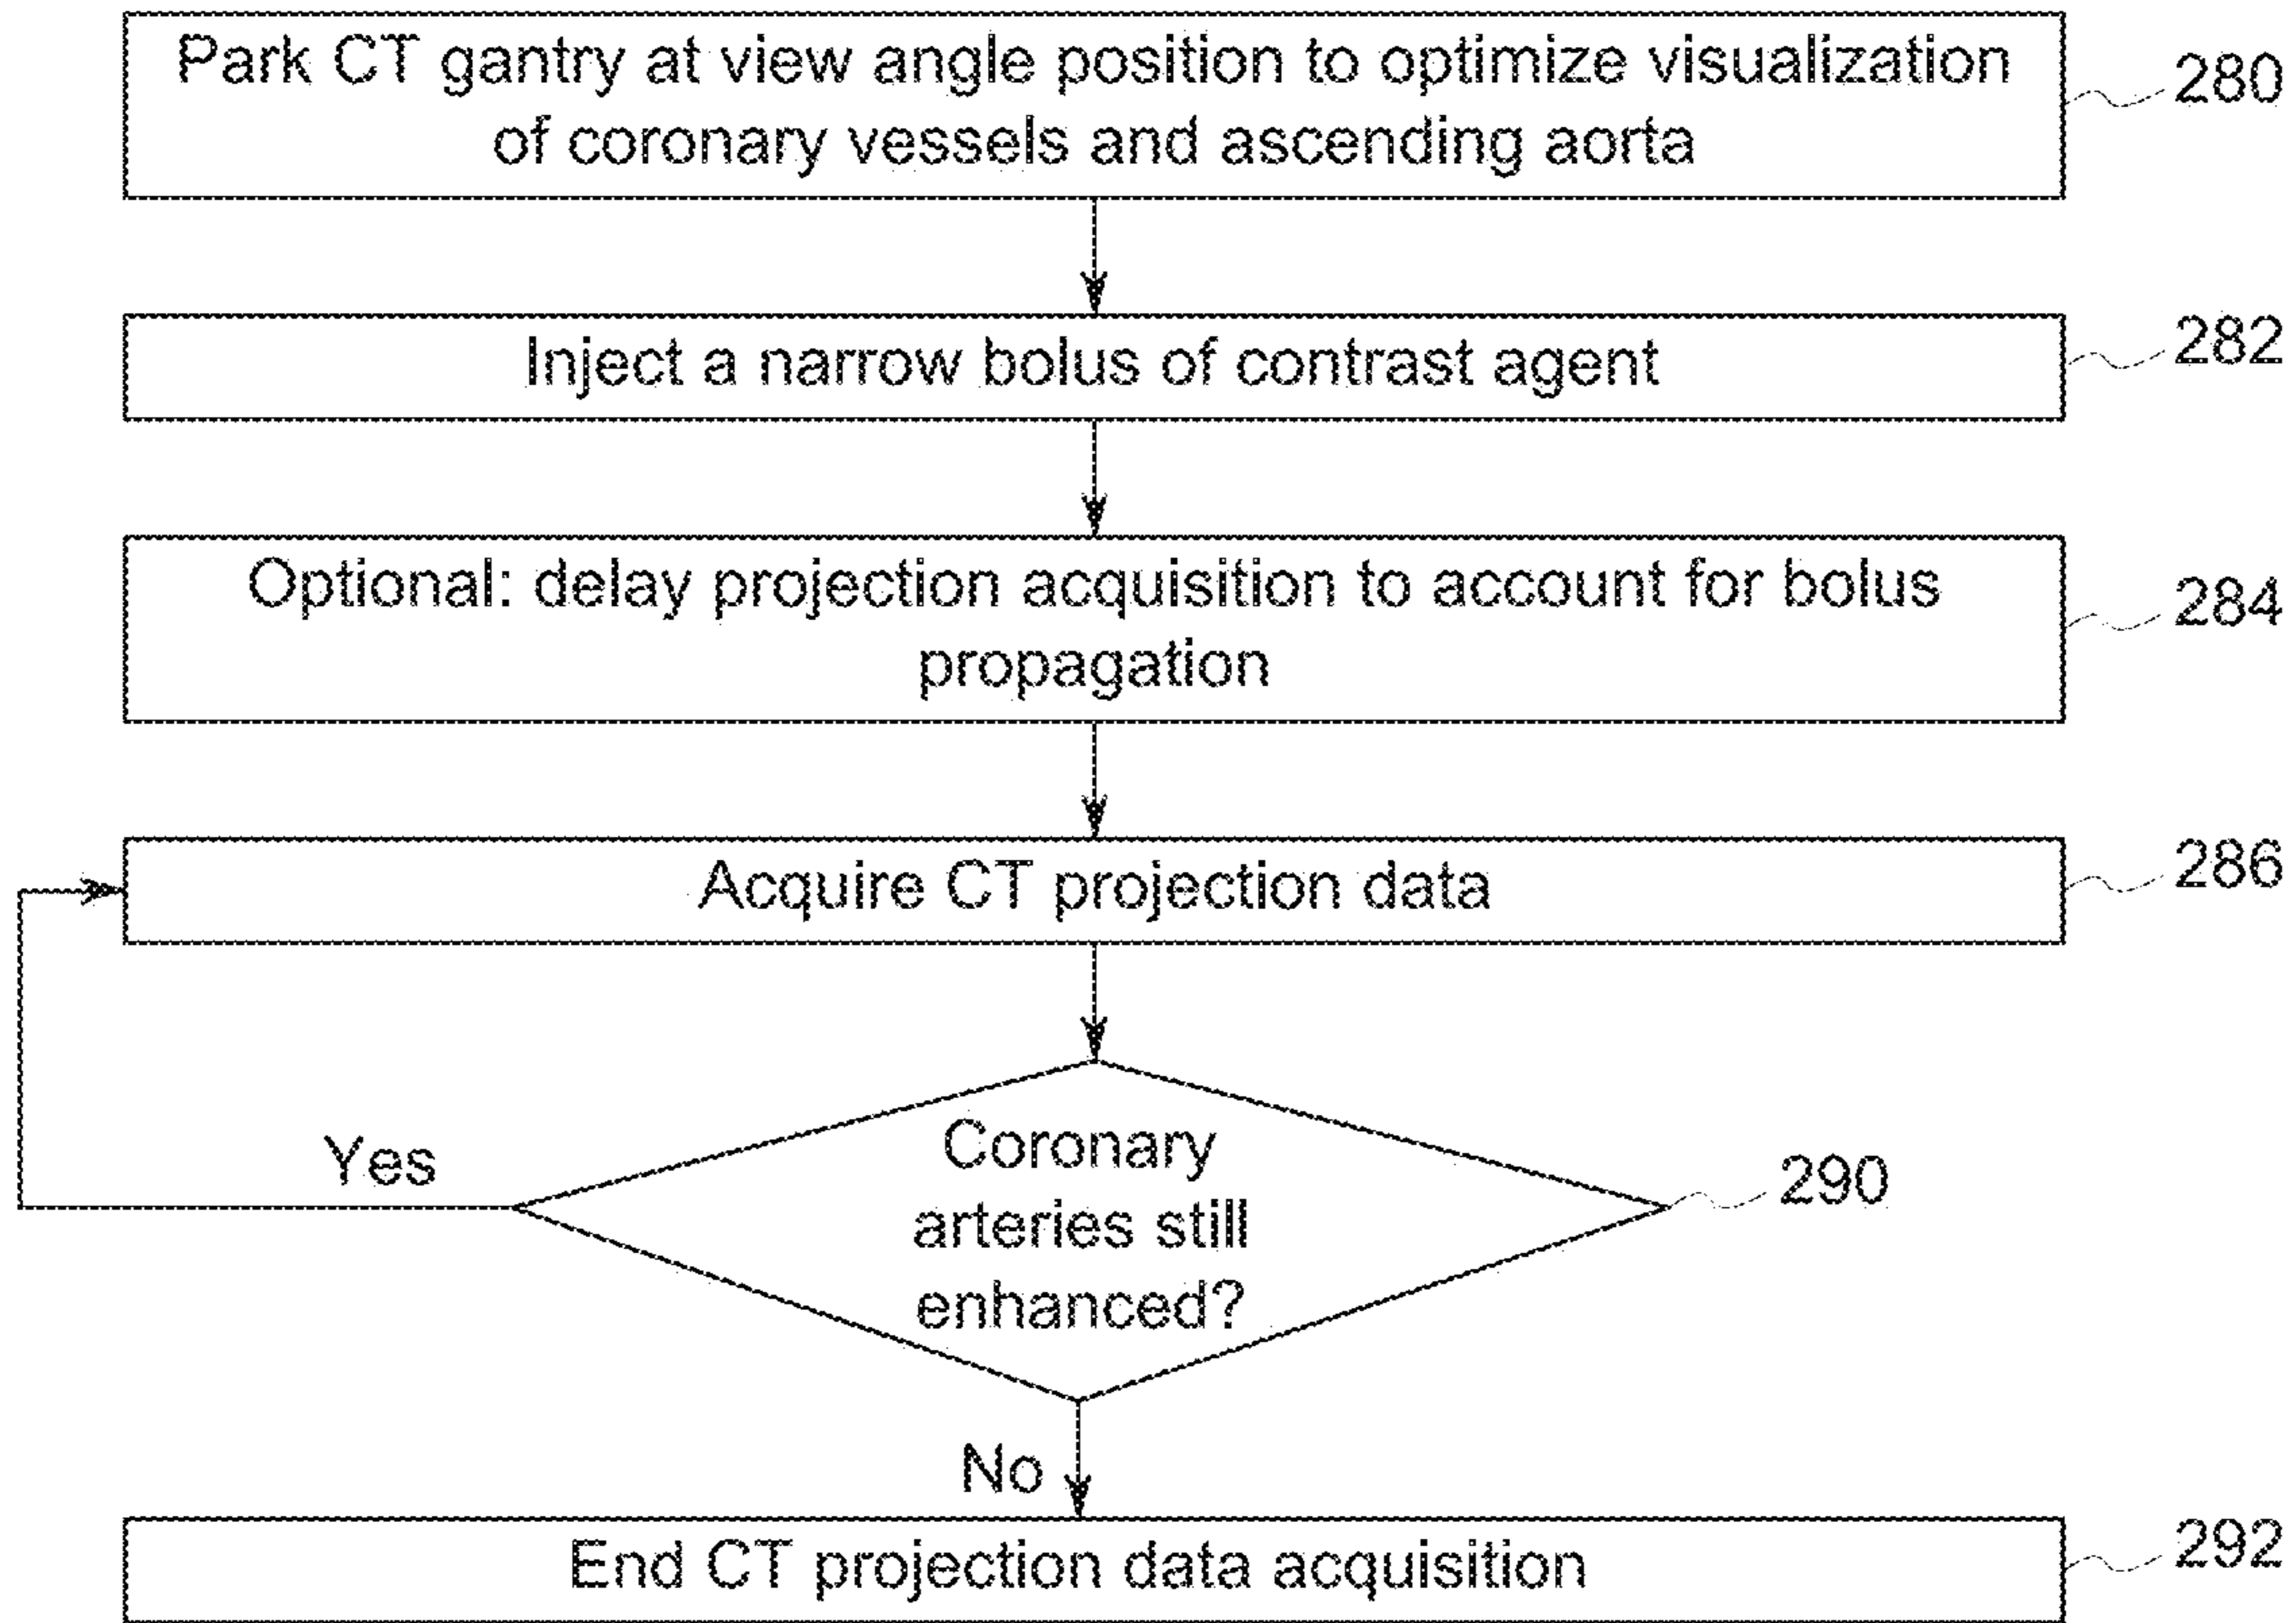 Park CT gantry at view angle position to optimize visualization
of coronary vessels and ascending aorta
280
Inject a narrow bolus of contrast agent
282
Optional: delay projection acquisition to account for bolus
propagation
284
Acquire CT projection data
286
Yes
Coronary
arteries still
enhanced?
290
No
End CT projection data acquisition
292